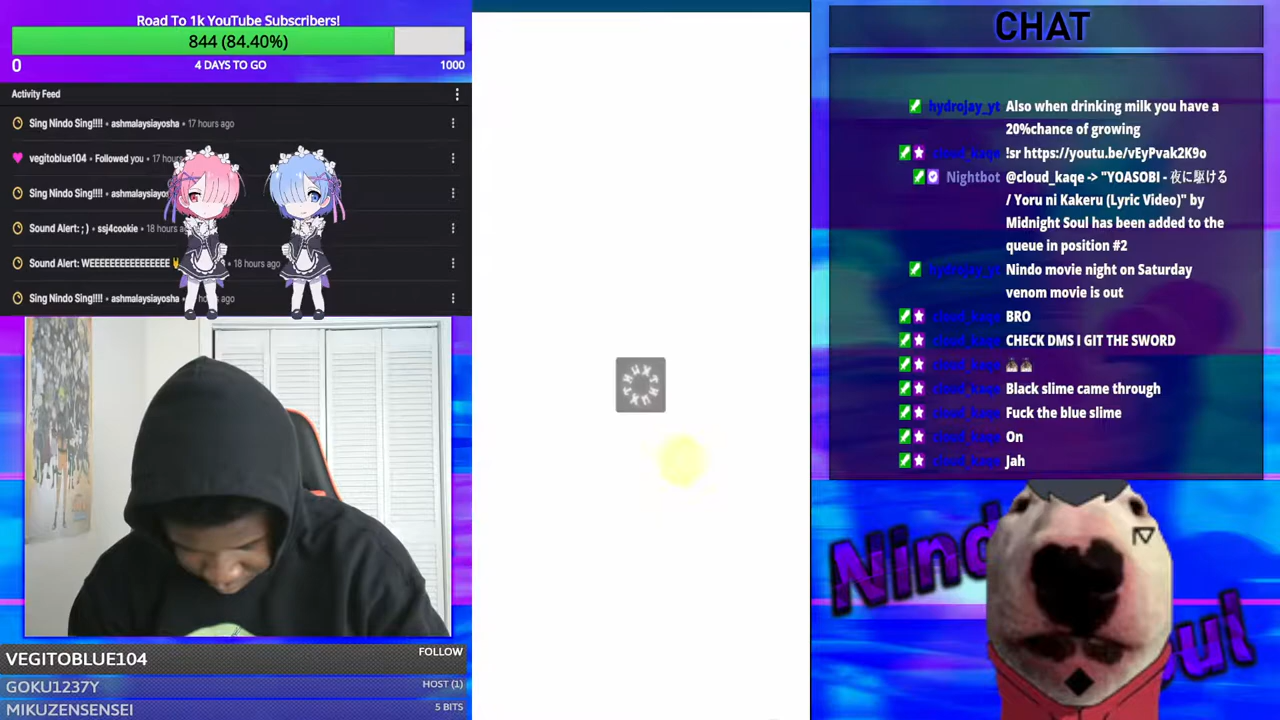 Road To 1k YouTube Subscribers!
844 (84.40%)
0
4 DAYS TO GO
1000
Activity Feed
Sing Nindo Sing!!!! • ashmalaysiayosha • 17 hours ago
vegitoblue104 • Followed you • 17 hours
Sing Nindo Sing!!!! • ashmalaysia
Sound Alert: ; ) • ssj4cookie • 18 hours a
Sound Alert: WEEEEEEEEEEEEEEEE 18 hours ago
Sing Nindo Sing!!!! • ashmalaysiayosha ago
VEGITOBLUE104
FOLLOW
GOKU1237Y
HOST (1)
MIKUZENSENSEI
5 BITS
CHAT
hydrojay_yt Also when drinking milk you have a
20%chance of growing
cloud_kaqe !sr https://youtu.be/vEyPvak2K9o
Nightbot @cloud_kaqe -> "YOASOBI - 夜に駆ける
/ Yoru ni Kakeru (Lyric Video)" by
Midnight Soul has been added to the
queue in position #2
hydrojay_yt Nindo movie night on Saturday
venom movie is out
cloud_kaqe BRO
cloud_kaqe CHECK DMS I GIT THE SWORD
cloud_kaqe
cloud_kaqe Black slime came through
cloud_kaqe Fuck the blue slime
cloud_kaqe On
cloud_kaqe Jah